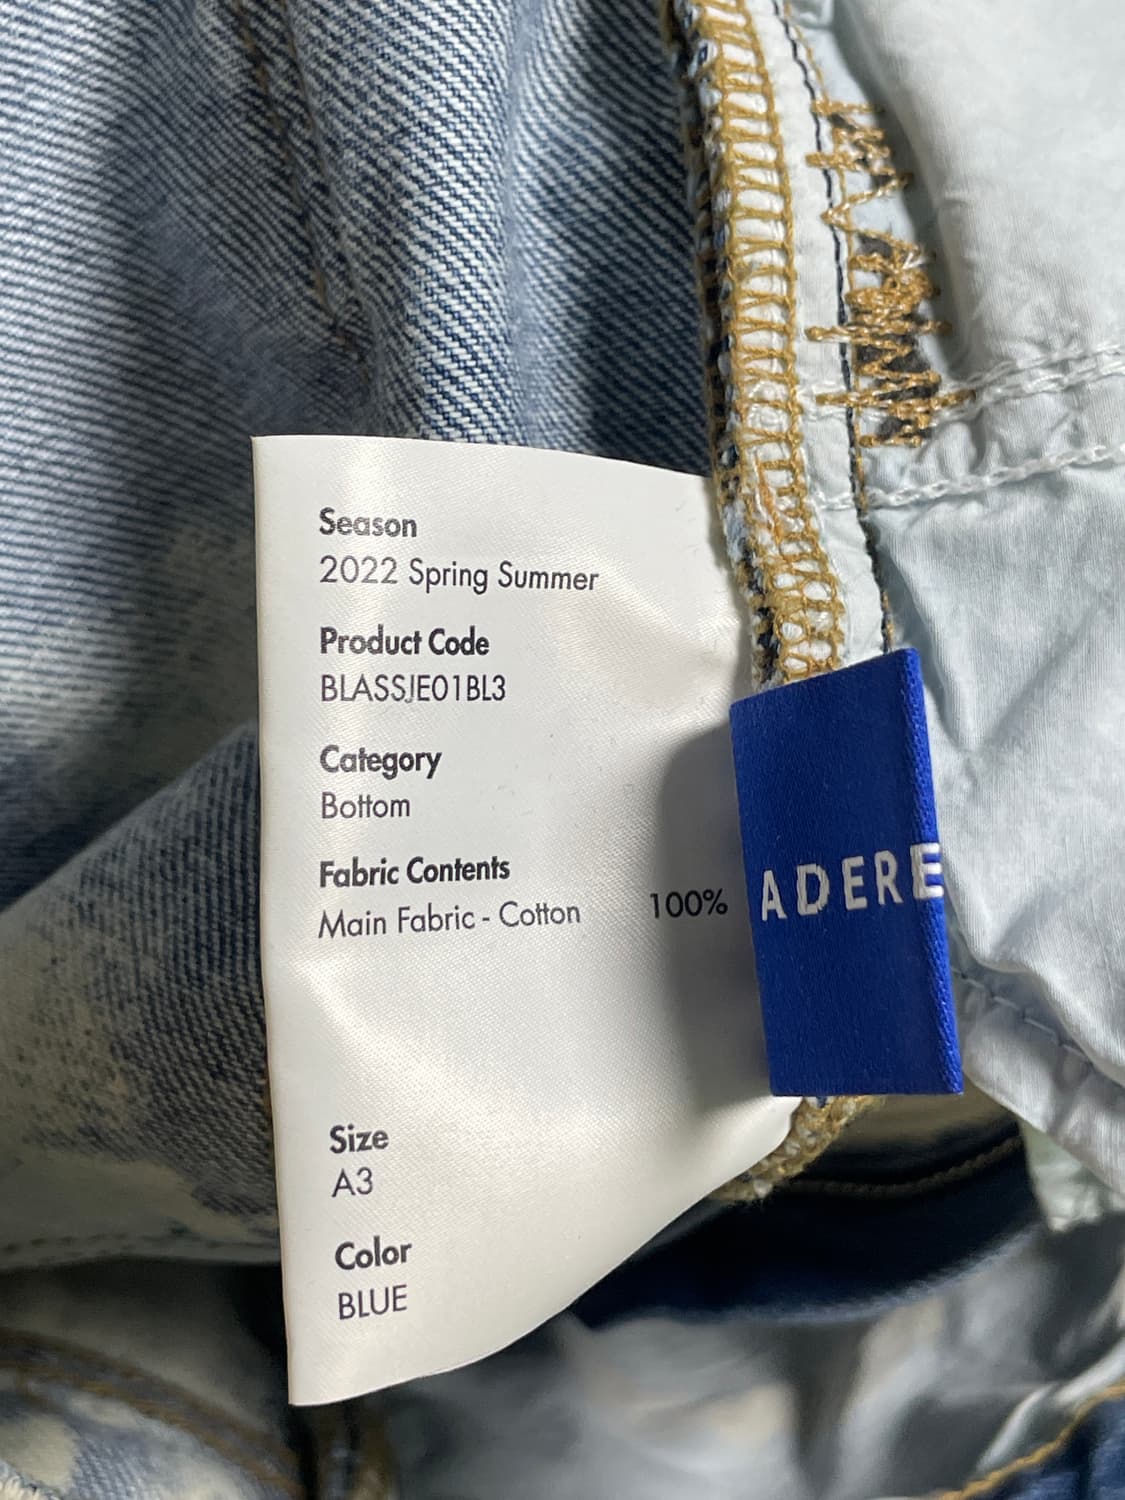 Season
2022 Spring Summer
Product Code
BLASSJE01BL3
Category
Bottom
Fabric Contents
Main Fabric - Cotton 100%
ADERE
Size
A3
Color
BLUE